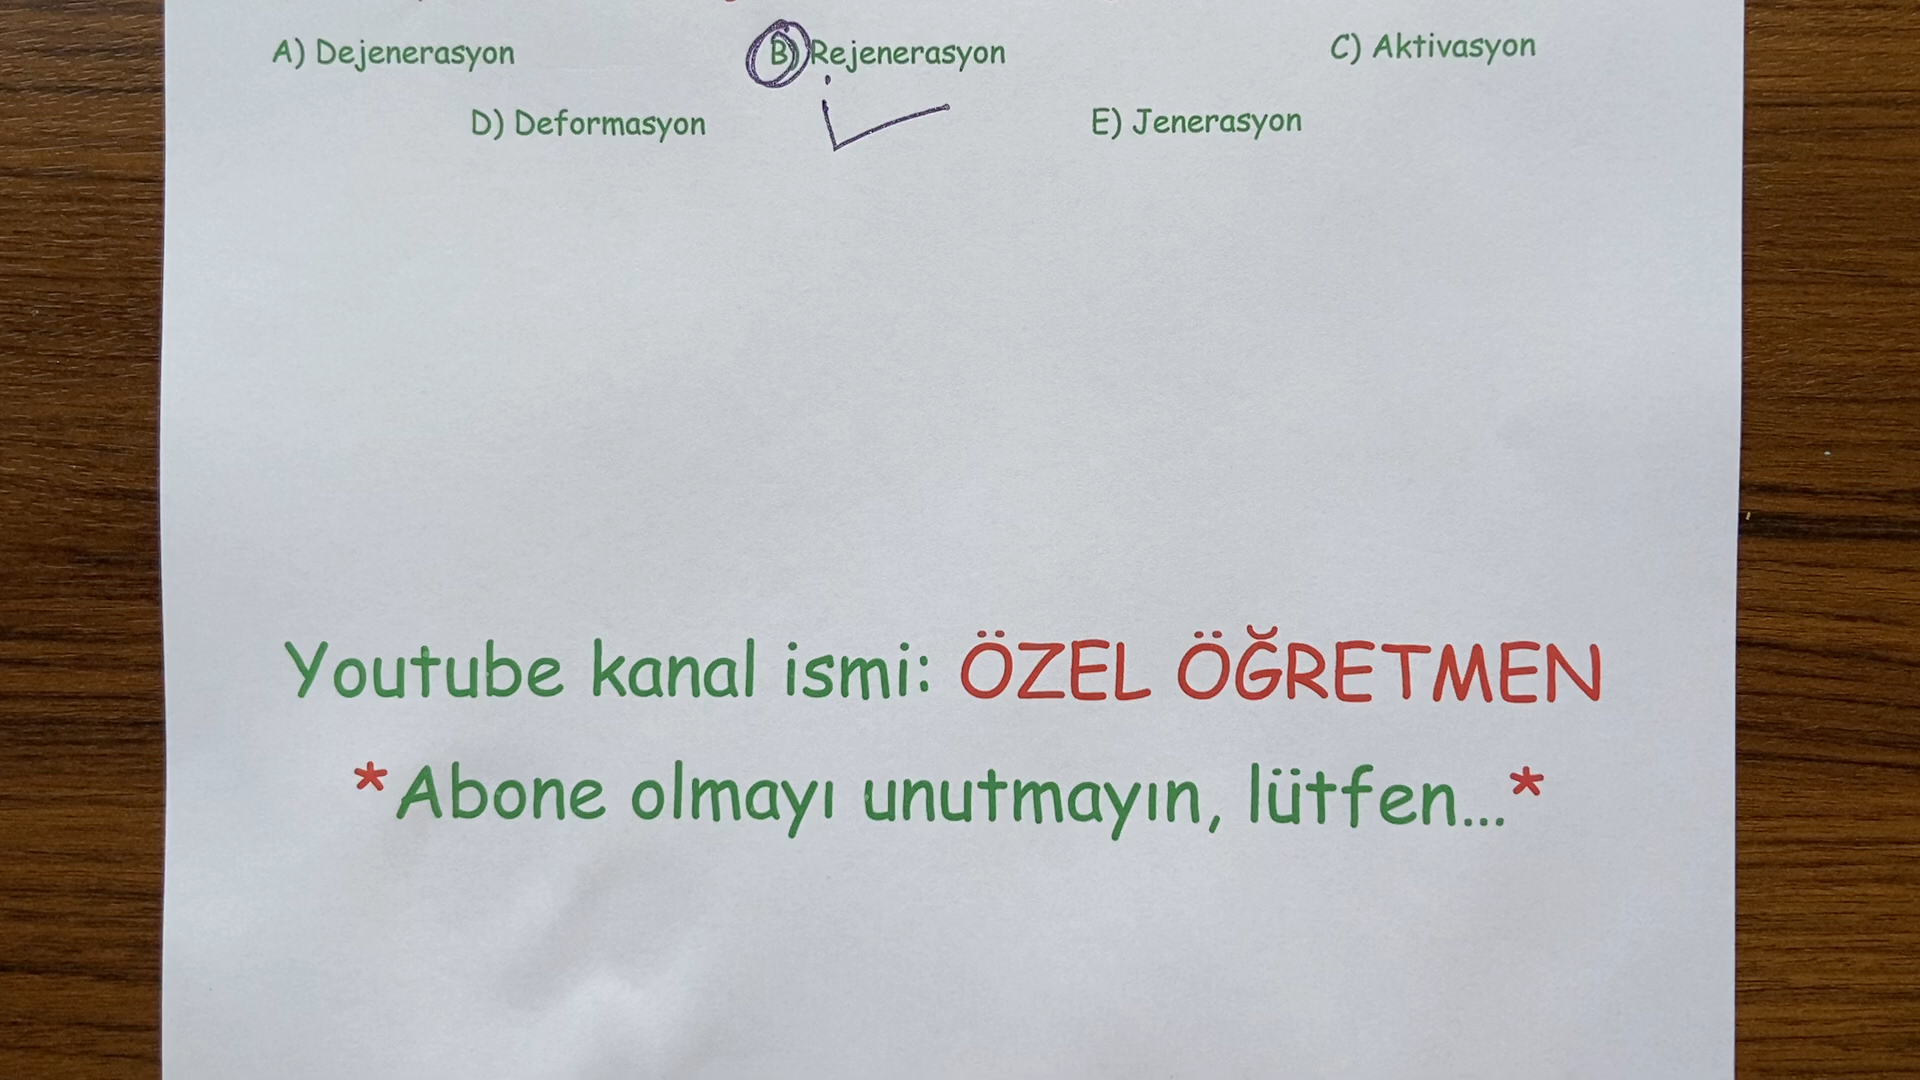 A) Dejenerasyon B) Rejenerasyon C) Aktivasyon
D) Deformasyon E) Jenerasyon
Youtube kanal ismi: ÖZEL ÖĞRETMEN
*Abone olmayı unutmayın, lütfen...*